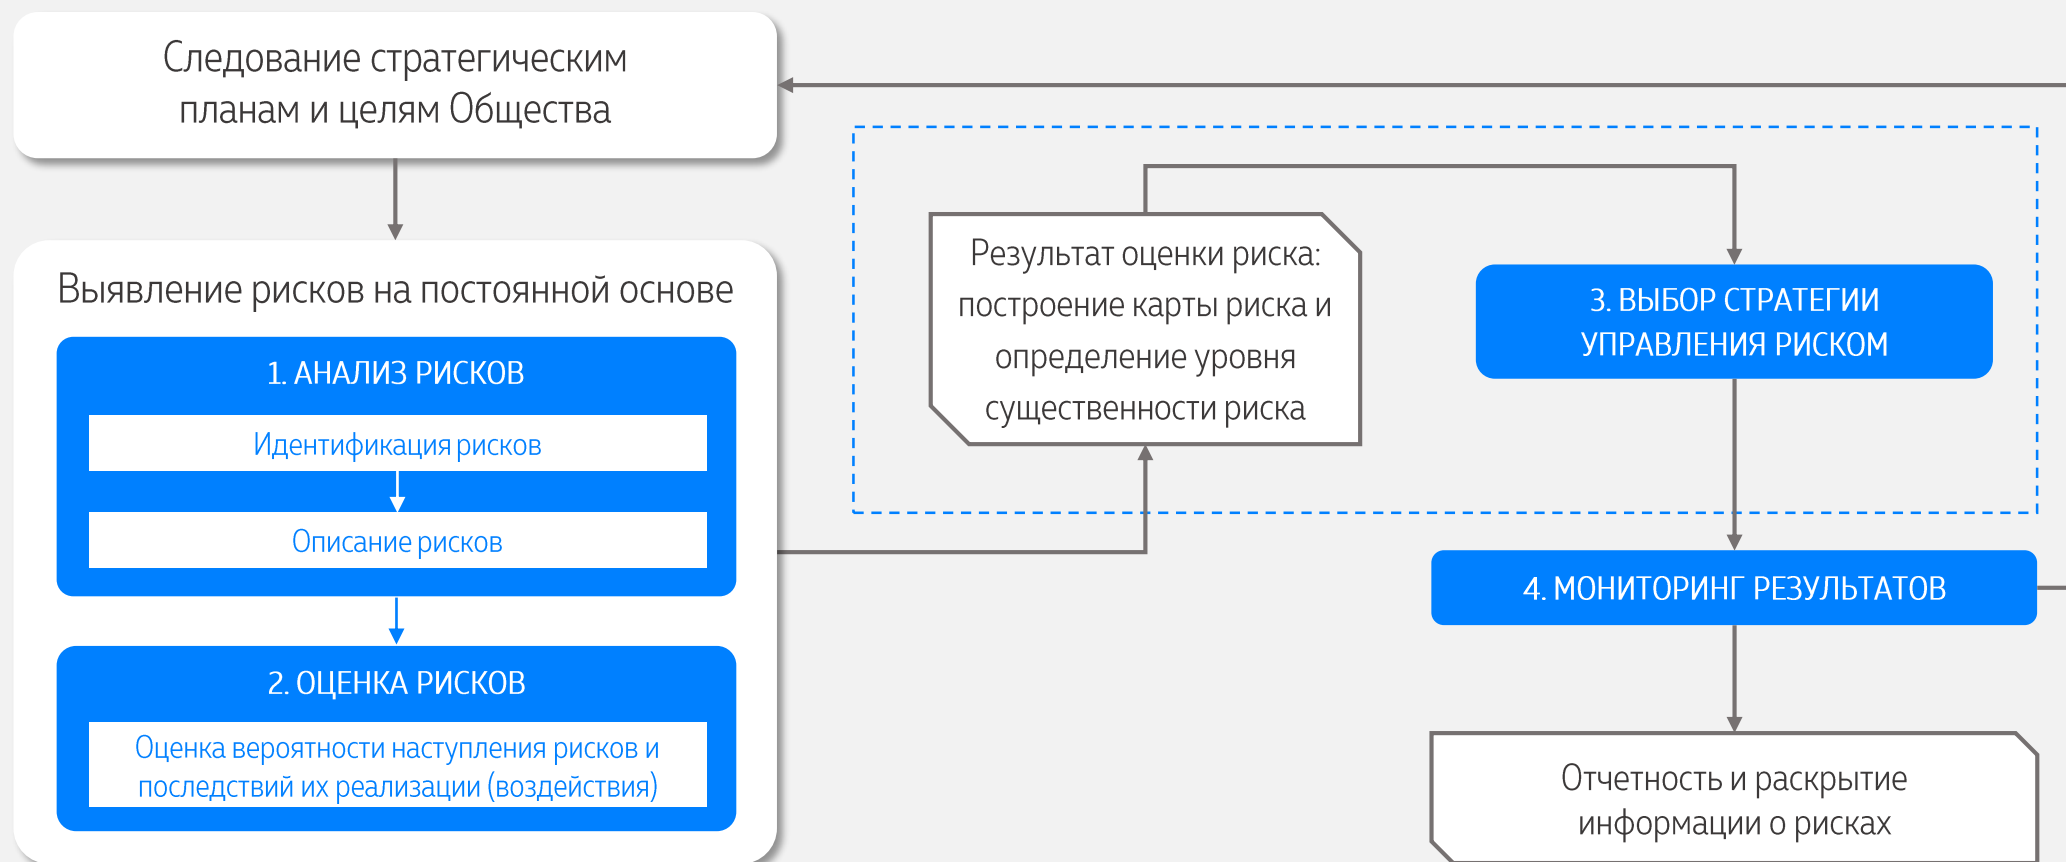 Следование стратегическим
планам и целям Общества
Выявление рисков на постоянной основе
1. АНАЛИЗ РИСКОВ
Идентификация рисков
Описание рисков
2. ОЦЕНКА РИСКОВ
Оценка вероятности наступления рисков и
последствий их реализации (воздействия)
Результат оценки риска:
построение карты риска и
определение уровня
существенности риска
3. ВЫБОР СТРАТЕГИИ
УПРАВЛЕНИЯ РИСКОМ
4. МОНИТОРИНГ РЕЗУЛЬТАТОВ
Отчетность и раскрытие
информации о рисках